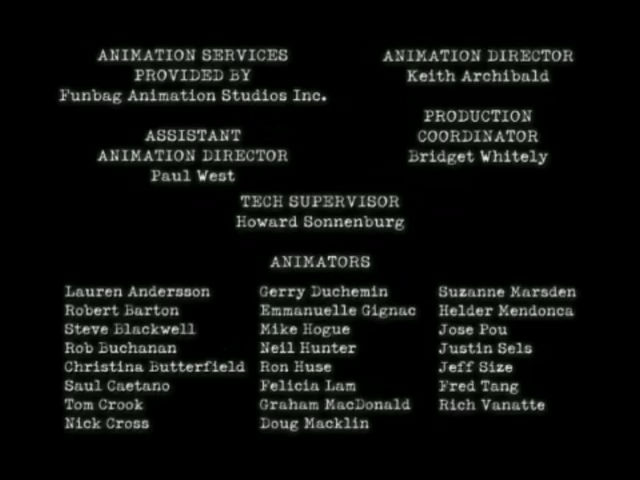 ANIMATION SERVICES
PROVIDED BY
Funbag Animation Studios Inc.
ANIMATION DIRECTOR
Keith Archibald
ASSISTANT
ANIMATION DIRECTOR
Paul West
PRODUCTION
COORDINATOR
Bridget Whitely
TECH SUPERVISOR
Howard Sonnenburg
ANIMATORS
Lauren Andersson
Robert Barton
Steve Blackwell
Rob Buchanan
Christina Butterfield
Saul Caetano
Tom Crook
Nick Cross
Gerry Duchemin
Emmanuelle Gignac
Mike Hogue
Neil Hunter
Ron Huse
Felicia Lam
Graham MacDonald
Doug Macklin
Suzanne Marsden
Helder Mendonca
Jose Pou
Justin Sels
Jeff Size
Fred Tang
Rich Vanatte